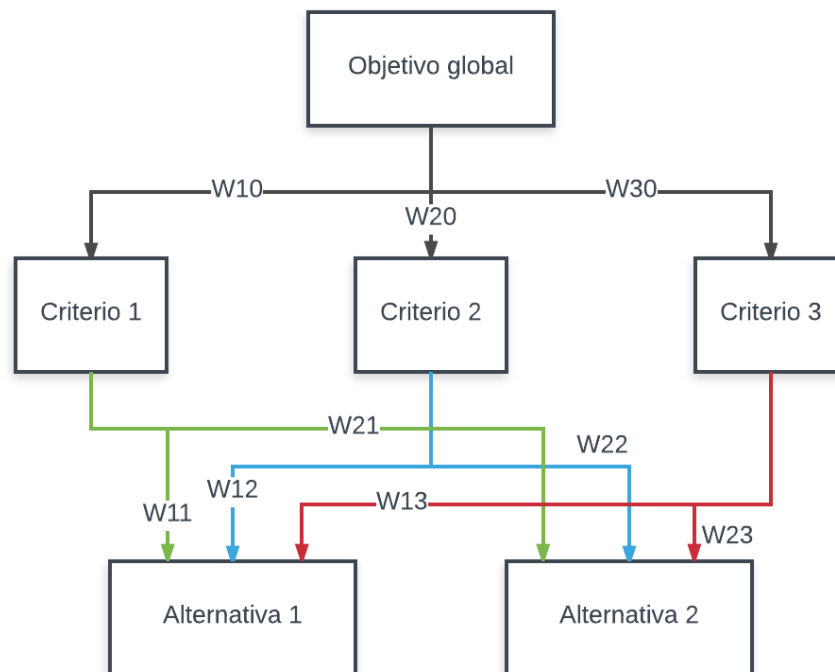 Objetivo global
W10
W30
W20
Criterio 1
Criterio 2
Criterio 3
W21
W22
W12
W13
W11
W23
Alternativa 1
Alternativa 2